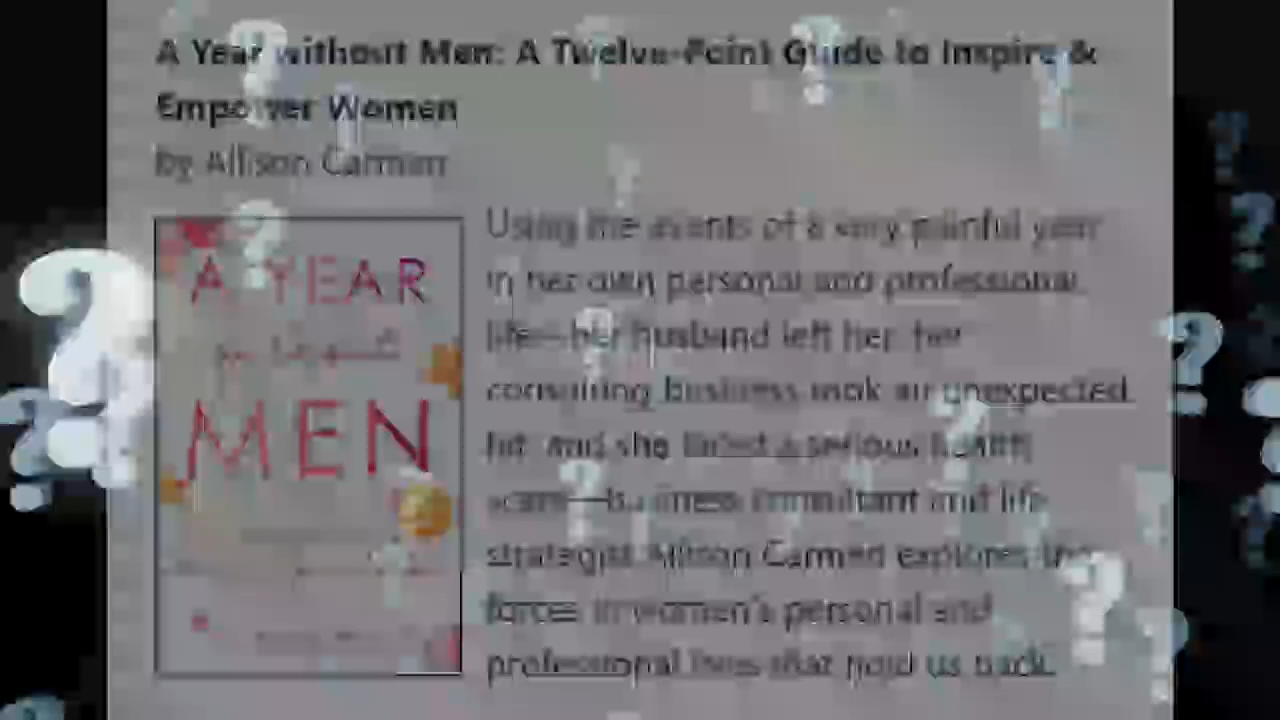 A Year without Men: A Twelve-Point Guide to Inspire &
Empower Women
by Allison Carmen
A YEAR
MEN
Using the events of a very painful year
in her own personal and professional
life—her husband left her, her
consulting business took an unexpected
hit, and she faced a serious health
scare—business consultant and life
strategist Allison Carmen explores the
forces in women's personal and
professional lives that hold us back.